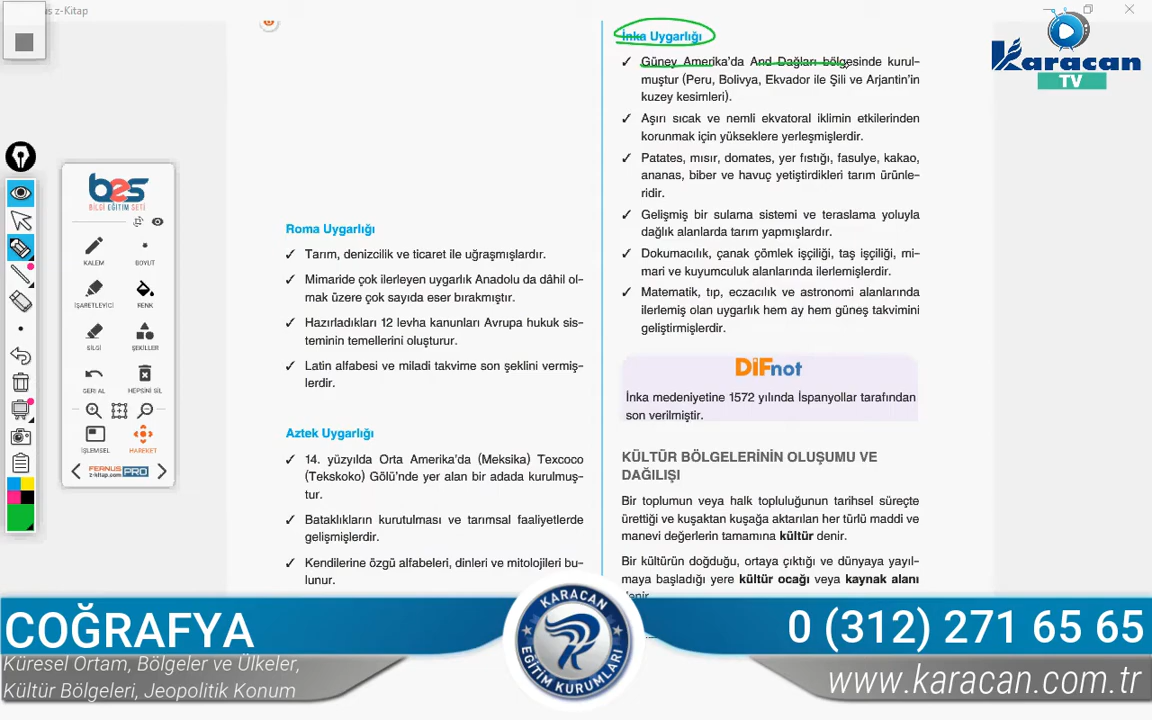 us z-Kitap
Karacan
TV
b2s
BİLGİ EĞİTİM SETİ
KALEM
BOYUT
İŞARETLEYİCİ
RENK
SİLGİ
ŞEKİLLER
GERİ AL
HEPSİNİ SİL
İŞLEMSEL
HAREKET
FERNUS PRO
z-kitap.com
Roma Uygarlığı
✓ Tarım, denizcilik ve ticaret ile uğraşmışlardır.
✓ Mimaride çok ilerleyen uygarlık Anadolu da dâhil ol-
mak üzere çok sayıda eser bırakmıştır.
✓ Hazırladıkları 12 levha kanunları Avrupa hukuk sis-
teminin temellerini oluşturur.
✓ Latin alfabesi ve miladi takvime son şeklini vermiş-
lerdir.
Aztek Uygarlığı
✓ 14. yüzyılda Orta Amerika’da (Meksika) Texcoco
(Tekskoko) Gölü’nde yer alan bir adada kurulmuş-
tur.
✓ Bataklıkların kurutulması ve tarımsal faaliyetlerde
gelişmişlerdir.
✓ Kendilerine özgü alfabeleri, dinleri ve mitolojileri bu-
lunur.
İnka Uygarlığı
✓ Güney Amerika’da And Dağları bölgesinde kurul-
muştur (Peru, Bolivya, Ekvador ile Şili ve Arjantin’in
kuzey kesimleri).
✓ Aşırı sıcak ve nemli ekvatoral iklimin etkilerinden
korunmak için yükseklere yerleşmişlerdir.
✓ Patates, mısır, domates, yer fıstığı, fasulye, kakao,
ananas, biber ve havuç yetiştirdikleri tarım ürünle-
ridir.
✓ Gelişmiş bir sulama sistemi ve teraslama yoluyla
dağlık alanlarda tarım yapmışlardır.
✓ Dokumacılık, çanak çömlek işçiliği, taş işçiliği, mi-
mari ve kuyumculuk alanlarında ilerlemişlerdir.
✓ Matematik, tıp, eczacılık ve astronomi alanlarında
ilerlemiş olan uygarlık hem ay hem güneş takvimini
geliştirmişlerdir.
DİFnot
İnka medeniyetine 1572 yılında İspanyollar tarafından
son verilmiştir.
KÜLTÜR BÖLGELERİNİN OLUŞUMU VE
DAĞILIŞI
Bir toplumun veya halk topluluğunun tarihsel süreçte
ürettiği ve kuşaktan kuşağa aktarılan her türlü maddi ve
manevi değerlerin tamamına kültür denir.
Bir kültürün doğduğu, ortaya çıktığı ve dünyaya yayıl-
maya başladığı yere kültür ocağı veya kaynak alanı
denir.
COĞRAFYA
Küresel Ortam, Bölgeler ve Ülkeler,
Kültür Bölgeleri, Jeopolitik Konum
KARACAN
EĞİTİM KURUMLARI
0 (312) 271 65 65
www.karacan.com.tr